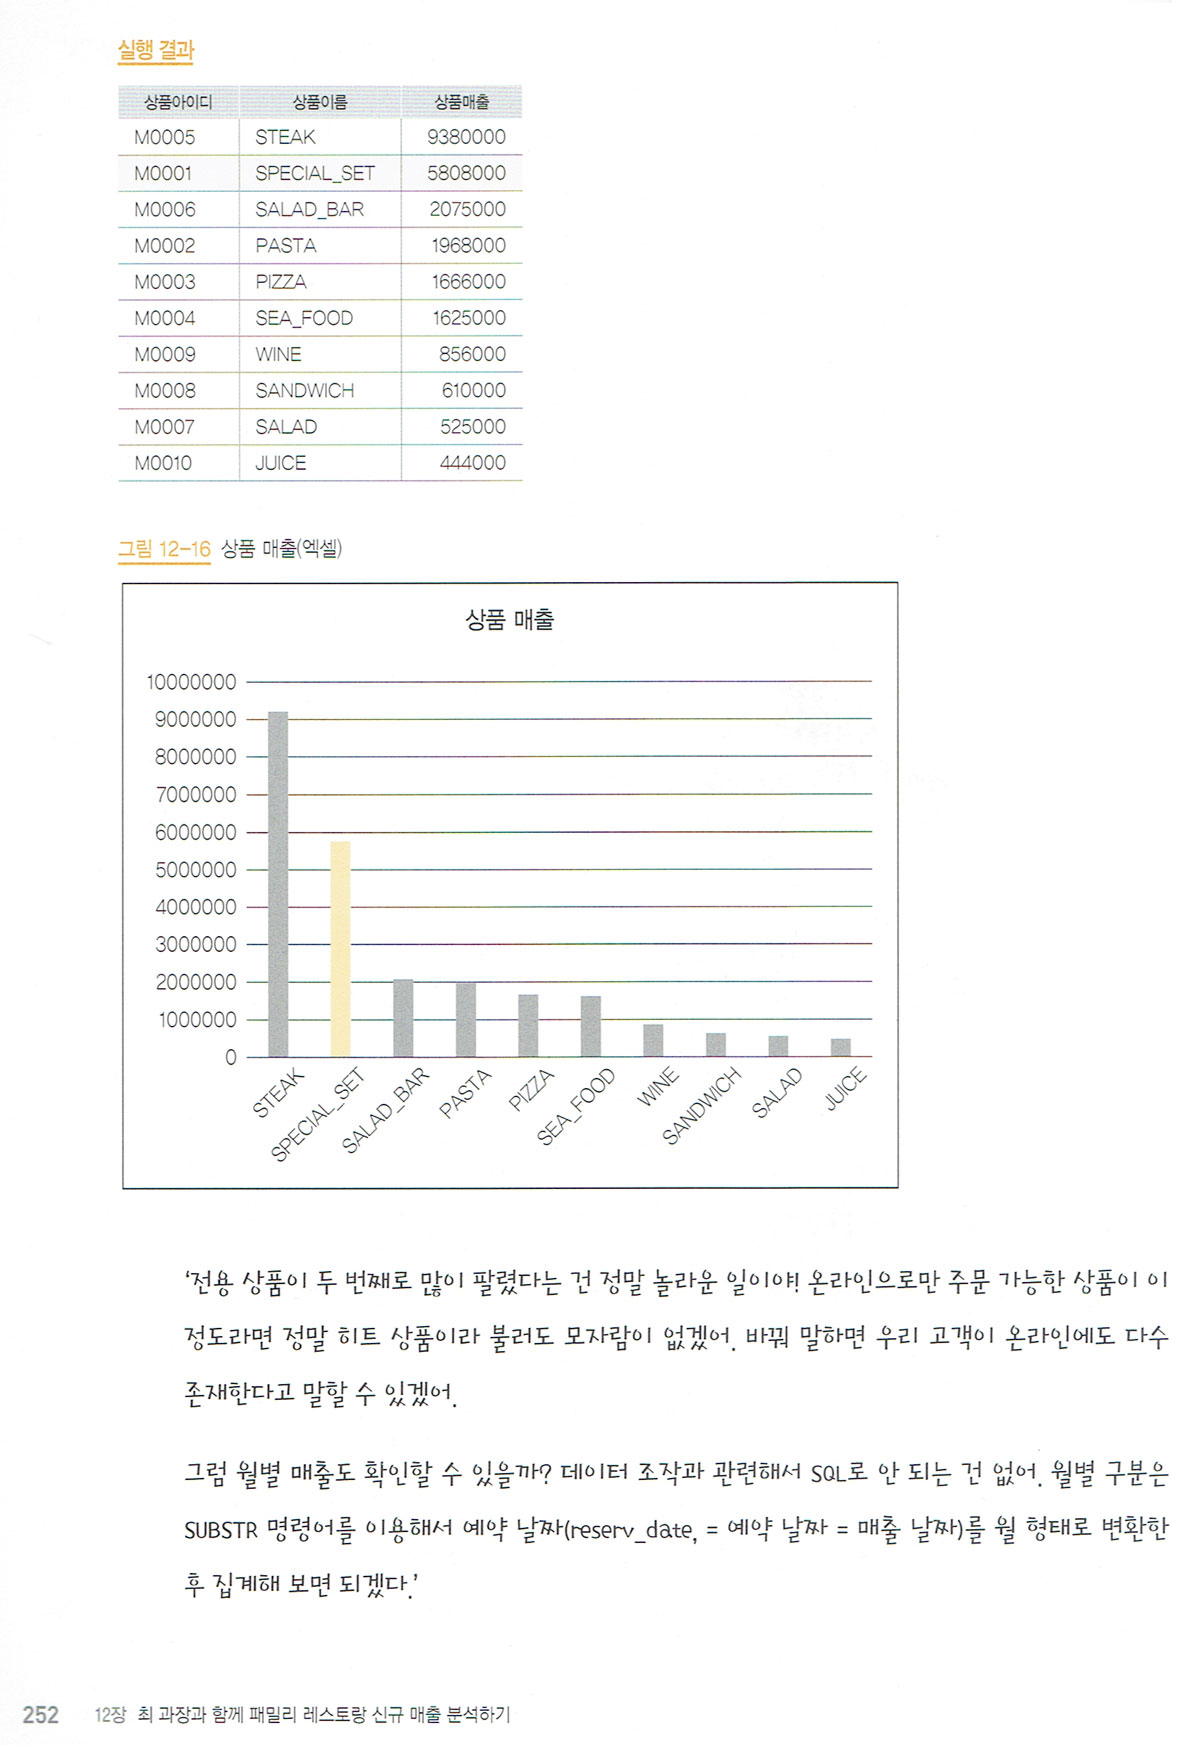 실행 결과
상품아이디 상품이름 상품매출
M0005 STEAK 9380000
M0001 SPECIAL_SET 5808000
M0006 SALAD_BAR 2075000
M0002 PASTA 1968000
M0003 PIZZA 1666000
M0004 SEA_FOOD 1625000
M0009 WINE 856000
M0008 SANDWICH 610000
M0007 SALAD 525000
M0010 JUICE 444000
그림 12-16 상품 매출(엑셀)
상품 매출
10000000
9000000
8000000
7000000
6000000
5000000
4000000
3000000
2000000
1000000
0
STEAK SPECIAL_SET SALAD_BAR PASTA PIZZA SEA_FOOD WINE SANDWICH SALAD JUICE
‘전용 상품이 두 번째로 많이 팔렸다는 건 정말 놀라운 일이야! 온라인으로만 주문 가능한 상품이 이
정도라면 정말 히트 상품이라 불러도 모자람이 없겠어. 바꿔 말하면 우리 고객이 온라인에도 다수
존재한다고 말할 수 있겠어.
그럼 월별 매출도 확인할 수 있을까? 데이터 조작과 관련해서 SQL로 안 되는 건 없어. 월별 구분은
SUBSTR 명령어를 이용해서 예약 날짜(reserv_date, = 예약 날짜 = 매출 날짜)를 월 형태로 변환한
후 집계해 보면 되겠다.’
252 12장 최 과장과 함께 패밀리 레스토랑 신규 매출 분석하기